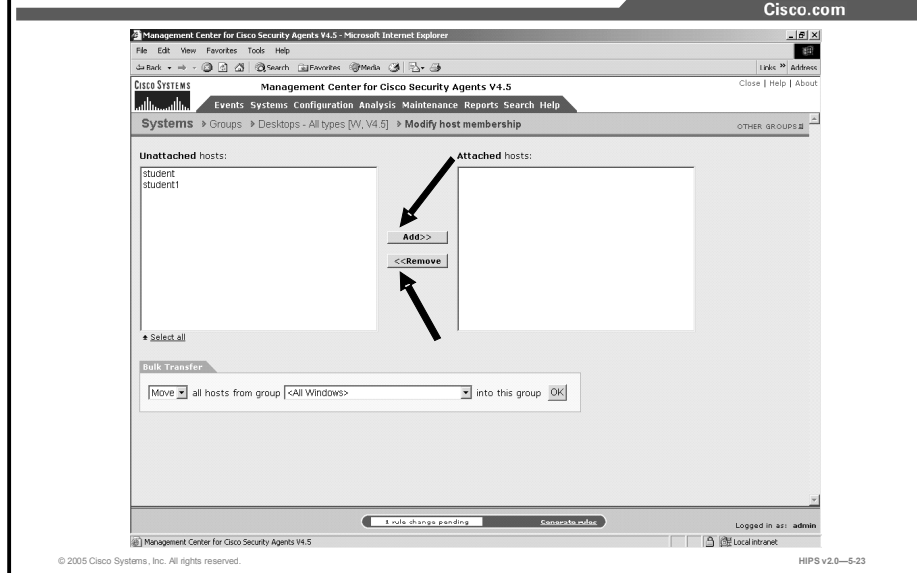 Cisco.com
Management Center for Cisco Security Agents V4.5 - Microsoft Internet Explorer
File Edit View Favorites Tools Help
Back Search Favorites Media Links » Address
CISCO SYSTEMS
Management Center for Cisco Security Agents V4.5
Close | Help | About
Events Systems Configuration Analysis Maintenance Reports Search Help
Systems Groups Desktops - All types [W, V4.5] Modify host membership
OTHER GROUPS
Unattached hosts:
Attached hosts:
student
student1
Add>>
<<Remove
Select all
Bulk Transfer
Move all hosts from group <All Windows> into this group OK
1 rule change pending Generate rules
Logged in as: admin
Management Center for Cisco Security Agents V4.5
Local intranet
© 2005 Cisco Systems, Inc. All rights reserved.
HIPS v2.0—5-23